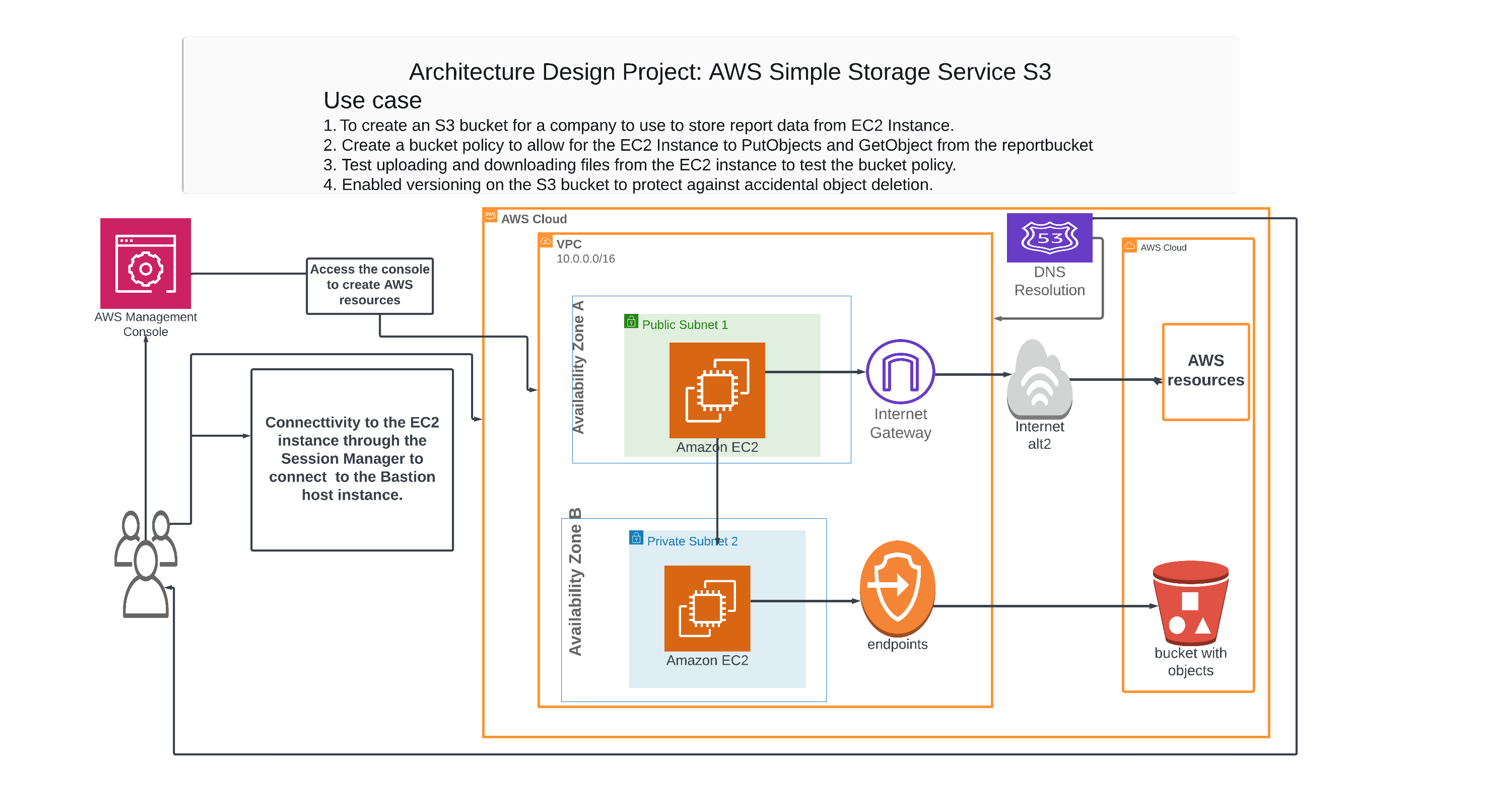 Architecture Design Project: AWS Simple Storage Service S3
Use case
1. To create an S3 bucket for a company to use to store report data from EC2 Instance.
2. Create a bucket policy to allow for the EC2 Instance to PutObjects and GetObject from the reportbucket
3. Test uploading and downloading files from the EC2 instance to test the bucket policy.
4. Enabled versioning on the S3 bucket to protect against accidental object deletion.
AWS Management
Console
Access the console
to create AWS
resources
Connecttivity to the EC2
instance through the
Session Manager to
connect  to the Bastion
host instance.
aws
AWS Cloud
VPC
10.0.0.0/16
Availability Zone A
Public Subnet 1
Amazon EC2
Internet
Gateway
53
DNS
Resolution
Internet
alt2
AWS Cloud
AWS
resources
Availability Zone B
Private Subnet 2
Amazon EC2
endpoints
bucket with
objects